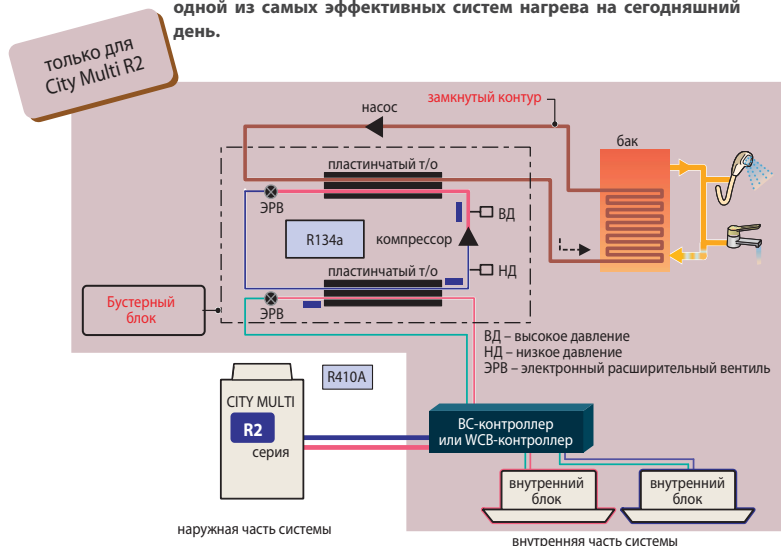 одной из самых эффективных систем нагрева на сегодняшний
день.
только для
City Multi R2
насос
замкнутый контур
бак
пластинчатый т/о
ЭРВ
ВД
R134a
компрессор
пластинчатый т/о
НД
Бустерный
блок
ЭРВ
ВД – высокое давление
НД – низкое давление
ЭРВ – электронный расширительный вентиль
R410A
CITY MULTI
R2
серия
BC-контроллер
или WCB-контроллер
внутренний
блок
внутренний
блок
наружная часть системы
внутренняя часть системы